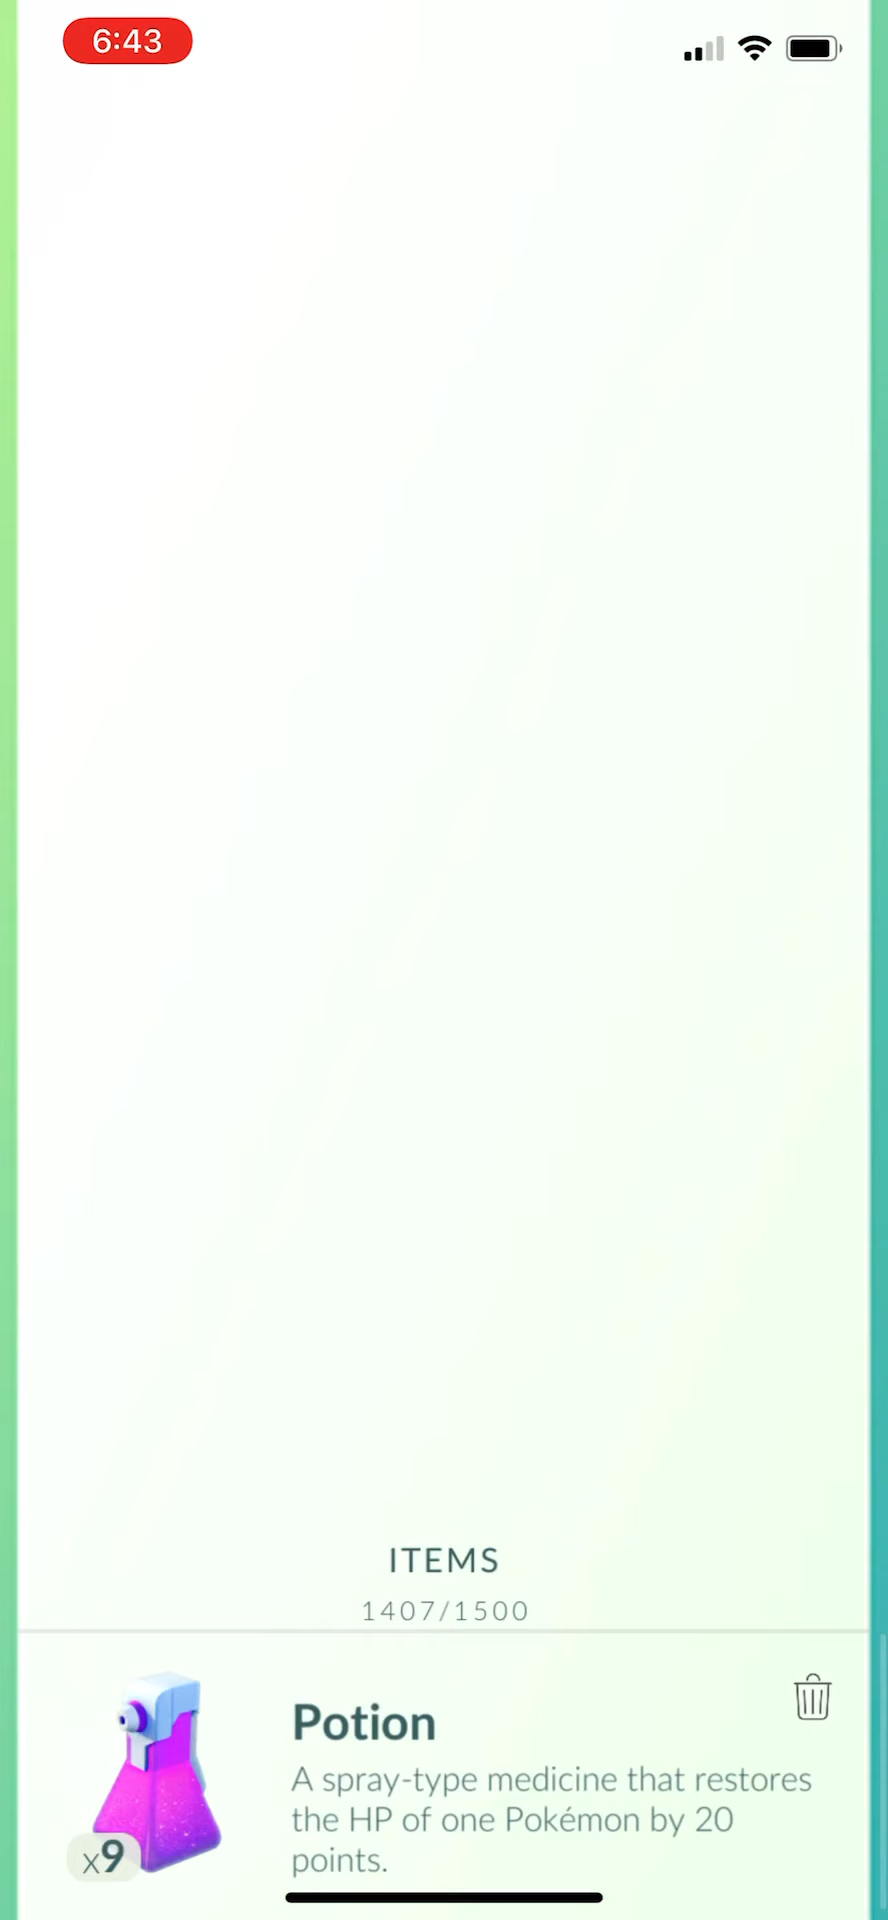 6:43
ITEMS
1407/1500
Potion
A spray-type medicine that restores
the HP of one Pokémon by 20
points.
x9